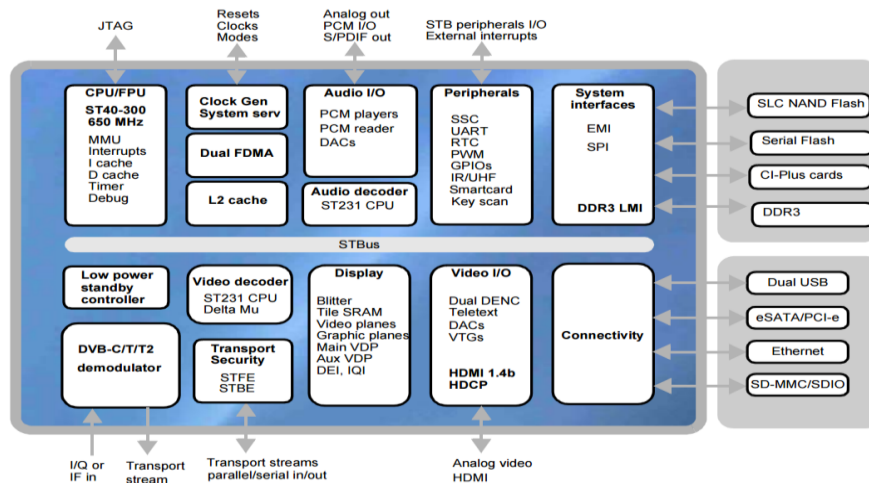 JTAG
Resets
Clocks
Modes
Analog out
PCM I/O
S/PDIF out
STB peripherals I/O
External interrupts
CPU/FPU
ST40-300
650 MHz
MMU
Interrupts
I cache
D cache
Timer
Debug
Clock Gen
System serv
Dual FDMA
L2 cache
Audio I/O
PCM players
PCM reader
DACs
Audio decoder
ST231 CPU
Peripherals
SSC
UART
RTC
PWM
GPIOs
IR/UHF
Smartcard
Key scan
System
interfaces
EMI
SPI
DDR3 LMI
SLC NAND Flash
Serial Flash
CI-Plus cards
DDR3
STBus
Low power
standby
controller
DVB-C/T/T2
demodulator
Video decoder
ST231 CPU
Delta Mu
Transport
Security
STFE
STBE
Display
Blitter
Tile SRAM
Video planes
Graphic planes
Main VDP
Aux VDP
DEI, IQI
Video I/O
Dual DENC
Teletext
DACs
VTGs
HDMI 1.4b
HDCP
Connectivity
Dual USB
eSATA/PCI-e
Ethernet
SD-MMC/SDIO
I/Q or
IF in
Transport
stream
Transport streams
parallel/serial in/out
Analog video
HDMI